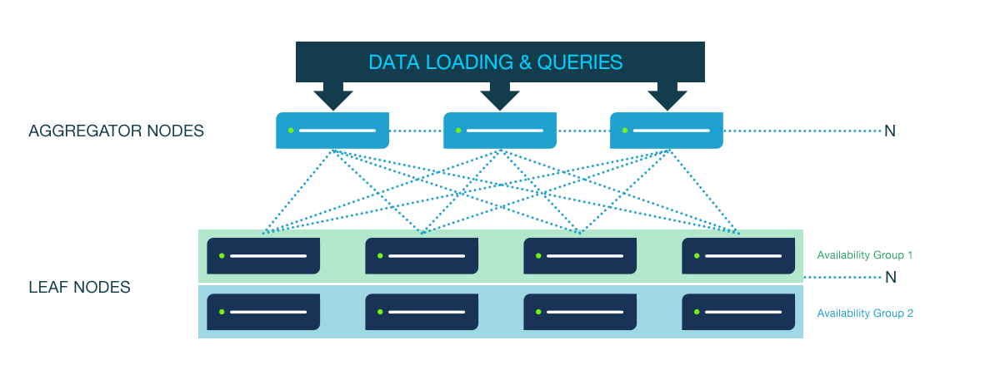 DATA LOADING & QUERIES
AGGREGATOR NODES
N
Availability Group 1
LEAF NODES
N
Availability Group 2